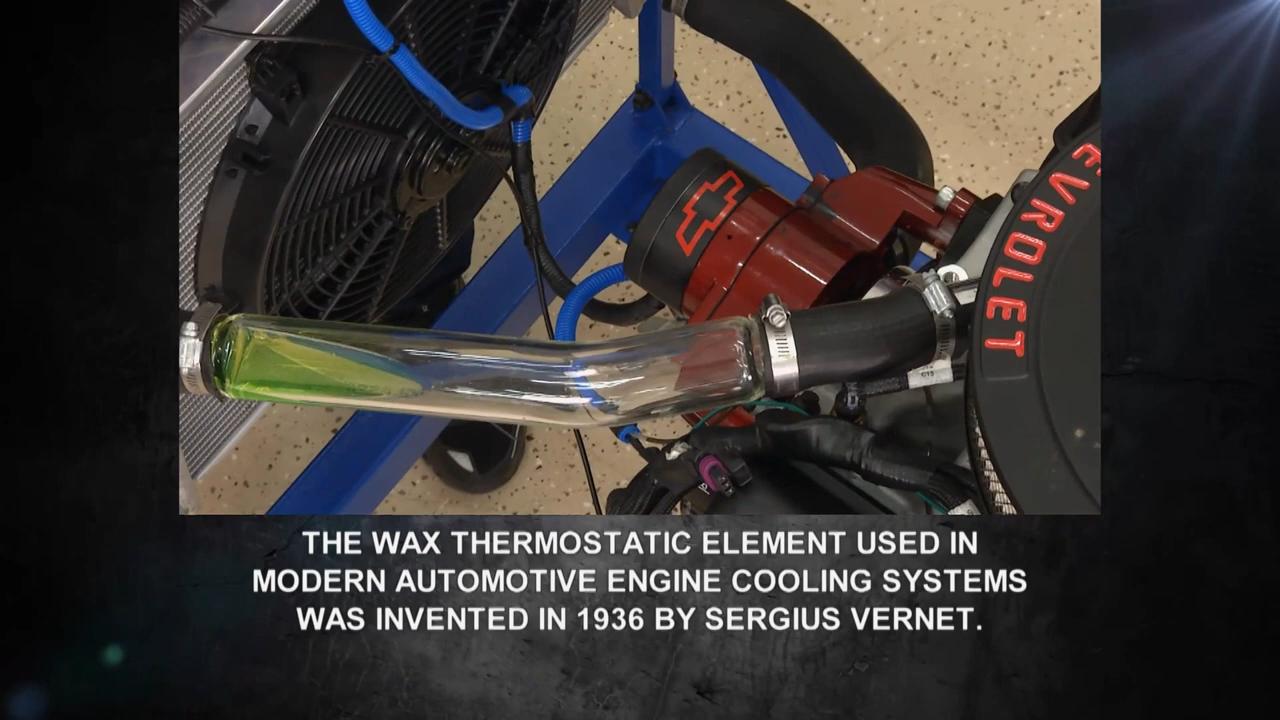 EVROLET
THE WAX THERMOSTATIC ELEMENT USED IN
MODERN AUTOMOTIVE ENGINE COOLING SYSTEMS
WAS INVENTED IN 1936 BY SERGIUS VERNET.